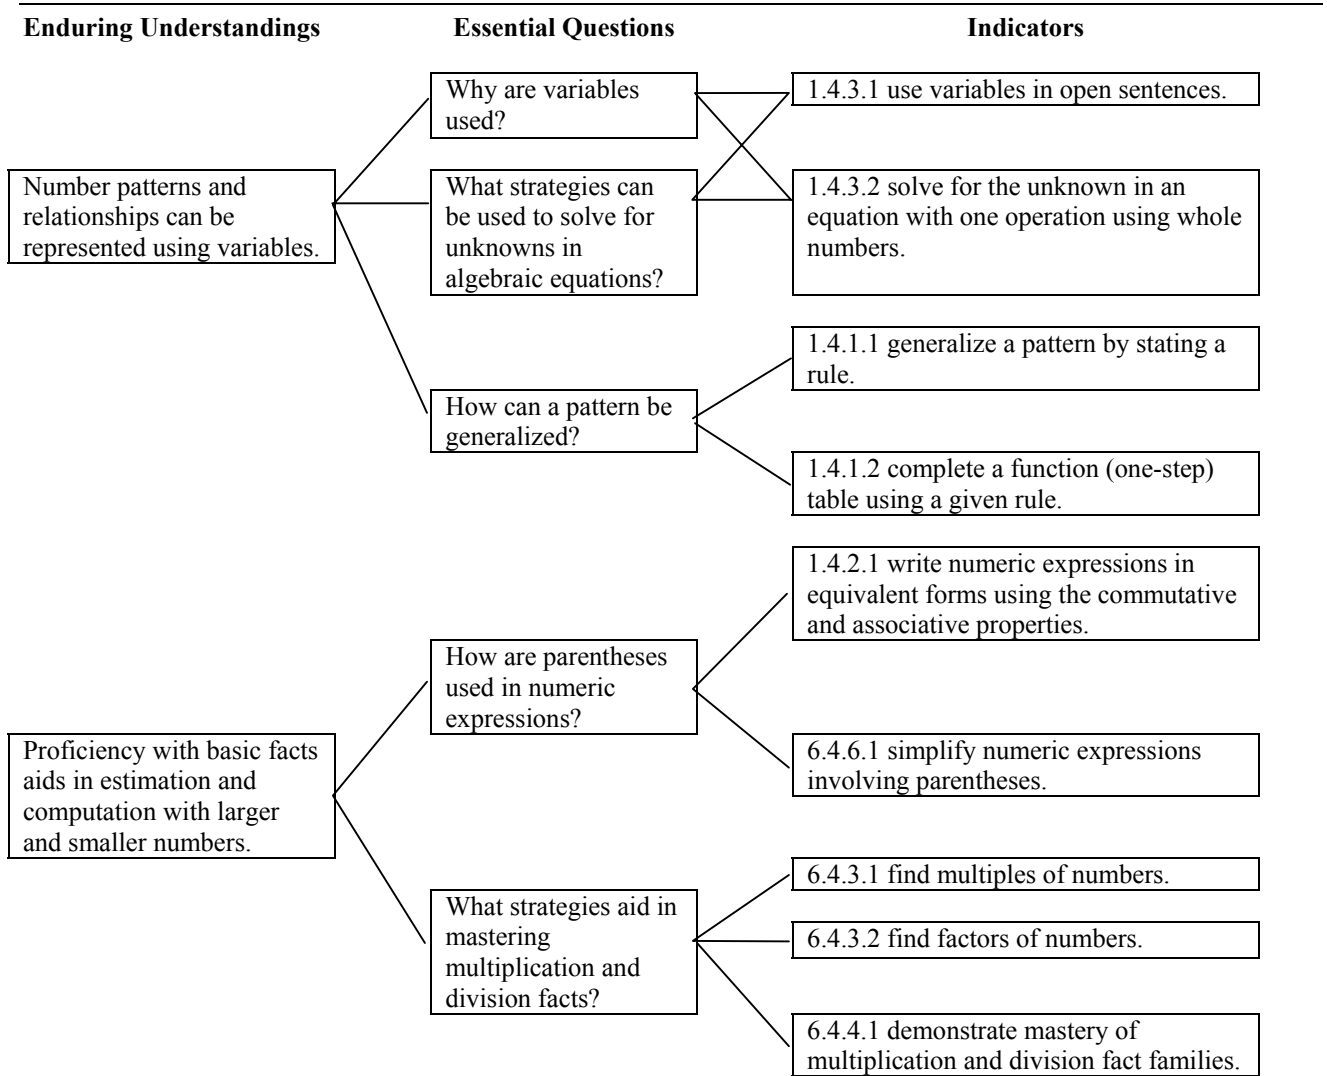 Enduring Understandings
Essential Questions
Indicators
Why are variables
used?
1.4.3.1 use variables in open sentences.
Number patterns and
relationships can be
represented using variables.
What strategies can
be used to solve for
unknowns in
algebraic equations?
1.4.3.2 solve for the unknown in an
equation with one operation using whole
numbers.
How can a pattern be
generalized?
1.4.1.1 generalize a pattern by stating a
rule.
1.4.1.2 complete a function (one-step)
table using a given rule.
Proficiency with basic facts
aids in estimation and
computation with larger
and smaller numbers.
How are parentheses
used in numeric
expressions?
1.4.2.1 write numeric expressions in
equivalent forms using the commutative
and associative properties.
6.4.6.1 simplify numeric expressions
involving parentheses.
What strategies aid in
mastering
multiplication and
division facts?
6.4.3.1 find multiples of numbers.
6.4.3.2 find factors of numbers.
6.4.4.1 demonstrate mastery of
multiplication and division fact families.